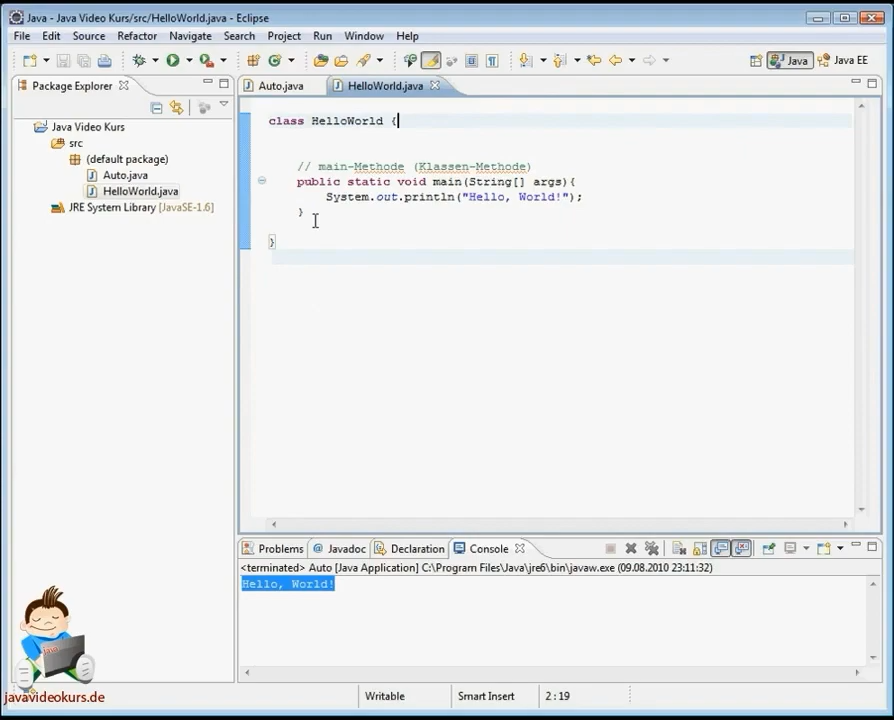 Java - Java Video Kurs/src/HelloWorld.java - Eclipse
File Edit Source Refactor Navigate Search Project Run Window Help
Java Java EE
Package Explorer
Auto.java HelloWorld.java
Java Video Kurs
src
(default package)
Auto.java
HelloWorld.java
JRE System Library [JavaSE-1.6]
class HelloWorld {
// main-Methode (Klassen-Methode)
public static void main(String[] args){
System.out.println("Hello, World!");
}
}
Problems Javadoc Declaration Console
<terminated> Auto [Java Application] C:\Program Files\Java\jre6\bin\javaw.exe (09.08.2010 23:11:32)
Hello, World!
javavideokurs.de
Writable Smart Insert 2:19